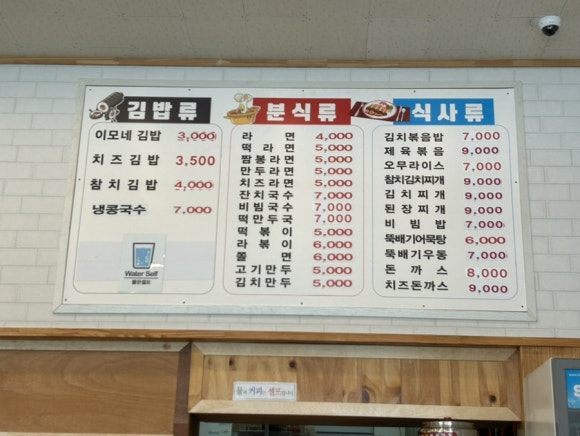 김밥류
이모네김밥 3,000
치즈김밥 3,500
참치김밥 4,000
냉콩국수 7,000
Water Self
물은셀프
분식류
라면 4,000
떡라면 5,000
짬뽕라면 5,000
만두라면 5,000
치즈라면 5,000
잔치국수 7,000
비빔국수 7,000
떡만두국 7,000
떡볶이 5,000
라볶이 6,000
쫄면 6,000
고기만두 5,000
김치만두 5,000
식사류
김치볶음밥 7,000
제육볶음 9,000
오무라이스 7,000
참치김치찌개 9,000
김치찌개 9,000
된장찌개 9,000
비빔밥 7,000
뚝배기어묵탕 6,000
뚝배기우동 7,000
돈까스 8,000
치즈돈까스 9,000
커피는 셀프